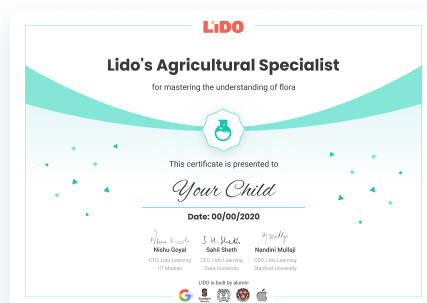 LiDO
Lido's Agricultural Specialist
for mastering the understanding of flora
This certificate is presented to
Your Child
Date: 00/00/2020
Nishu Goyal Sahil Sheth Nandini Mullaji
CTO, Lido Learning CEO, Lido Learning CSO, Lido Learning
IIT Madras Duke University Stanford University
LIDO is built by alumni